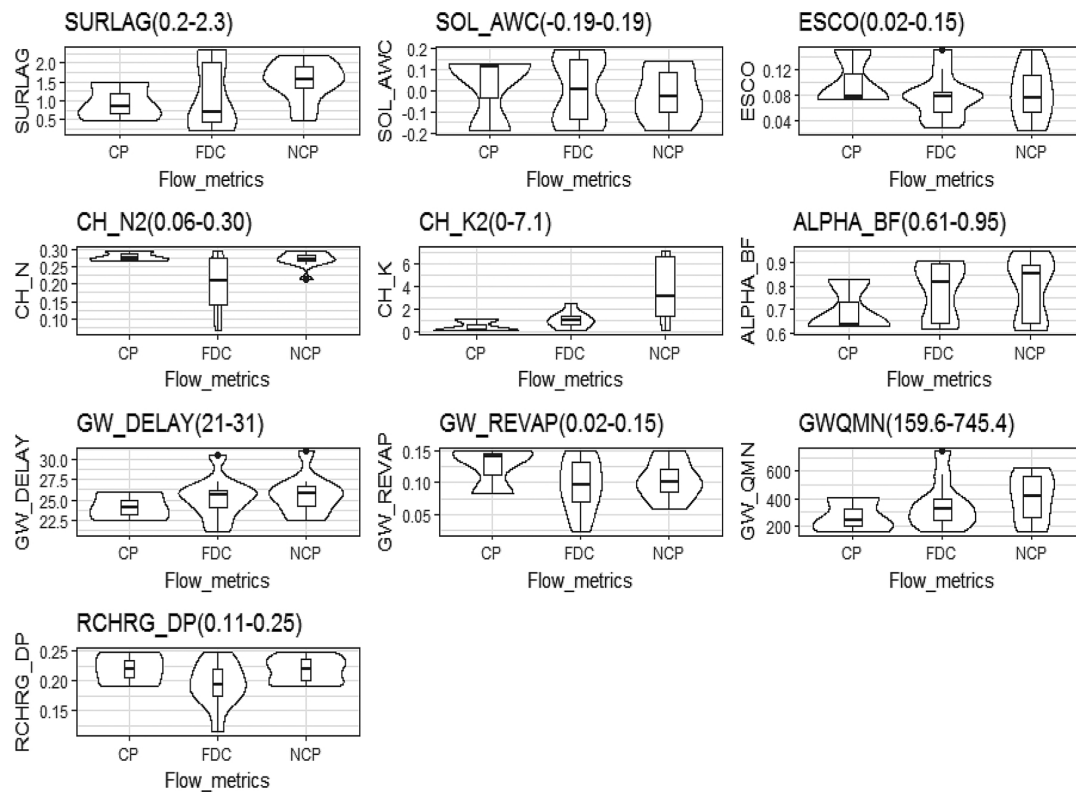 SURLAG(0.2-2.3)
SURLAG
2.0
1.5
1.0
0.5
CP FDC NCP
Flow_metrics
SOL_AWC(-0.19-0.19)
SOL_AWC
0.2
0.1
0.0
-0.1
-0.2
CP FDC NCP
Flow_metrics
ESCO(0.02-0.15)
ESCO
0.12
0.08
0.04
CP FDC NCP
Flow_metrics
CH_N2(0.06-0.30)
CH_N
0.30
0.25
0.20
0.15
0.10
CP FDC NCP
Flow_metrics
CH_K2(0-7.1)
CH_K
6
4
2
0
CP FDC NCP
Flow_metrics
ALPHA_BF(0.61-0.95)
ALPHA_BF
0.9
0.8
0.7
0.6
CP FDC NCP
Flow_metrics
GW_DELAY(21-31)
GW_DELAY
30.0
27.5
25.0
22.5
CP FDC NCP
Flow_metrics
GW_REVAP(0.02-0.15)
GW_REVAP
0.15
0.10
0.05
CP FDC NCP
Flow_metrics
GWQMN(159.6-745.4)
GW_QMN
600
400
200
CP FDC NCP
Flow_metrics
RCHRG_DP(0.11-0.25)
RCHRG_DP
0.25
0.20
0.15
CP FDC NCP
Flow_metrics